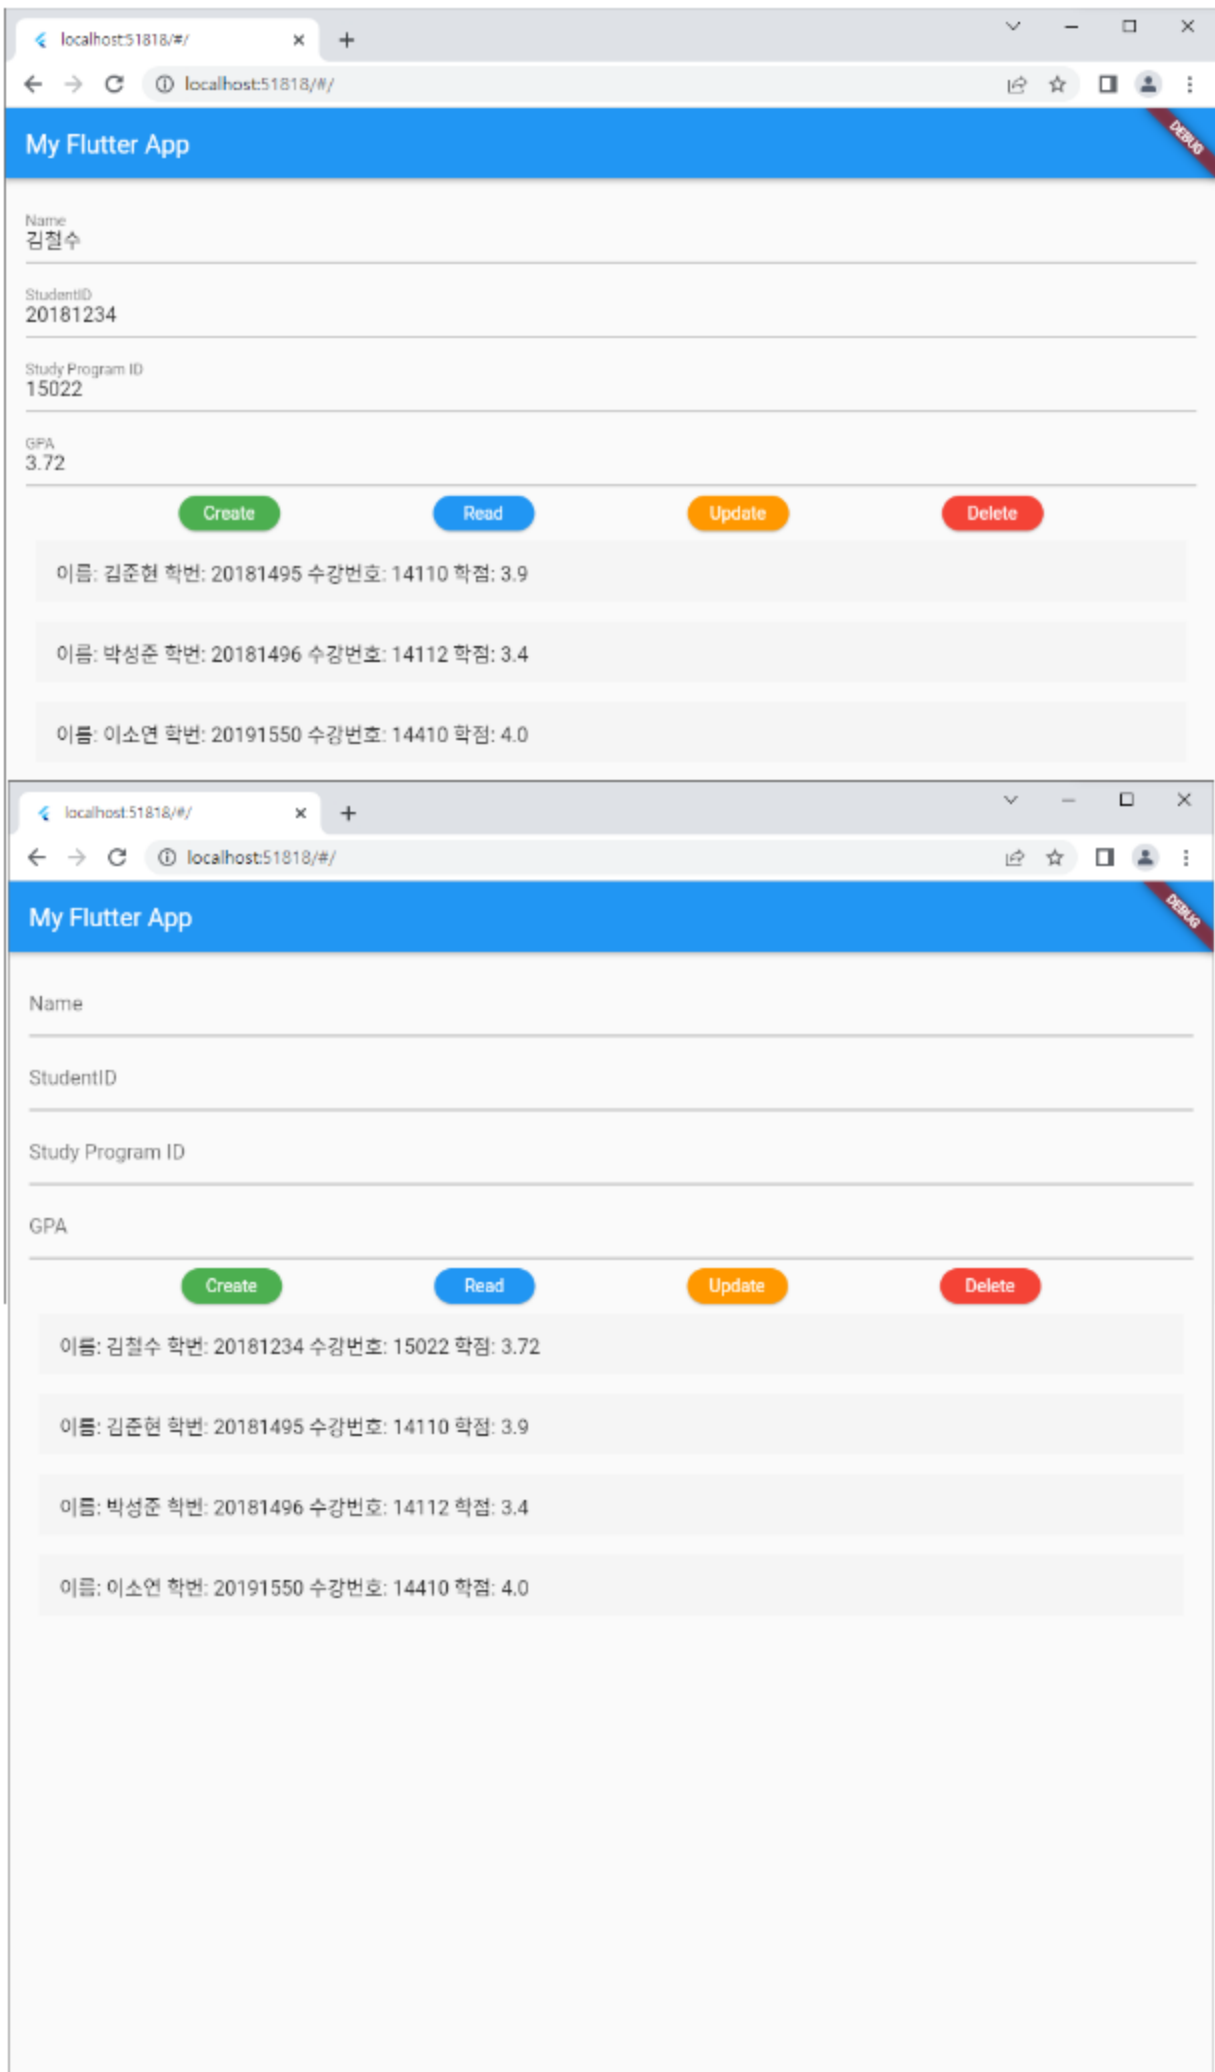 localhost:51818/#/
localhost:51818/#/
My Flutter App
DEBUG
Name
김철수
StudentID
20181234
Study Program ID
15022
GPA
3.72
Create Read Update Delete
이름: 김준현 학번: 20181495 수강번호: 14110 학점: 3.9
이름: 박성준 학번: 20181496 수강번호: 14112 학점: 3.4
이름: 이소연 학번: 20191550 수강번호: 14410 학점: 4.0
localhost:51818/#/
localhost:51818/#/
My Flutter App
DEBUG
Name
StudentID
Study Program ID
GPA
Create Read Update Delete
이름: 김철수 학번: 20181234 수강번호: 15022 학점: 3.72
이름: 김준현 학번: 20181495 수강번호: 14110 학점: 3.9
이름: 박성준 학번: 20181496 수강번호: 14112 학점: 3.4
이름: 이소연 학번: 20191550 수강번호: 14410 학점: 4.0